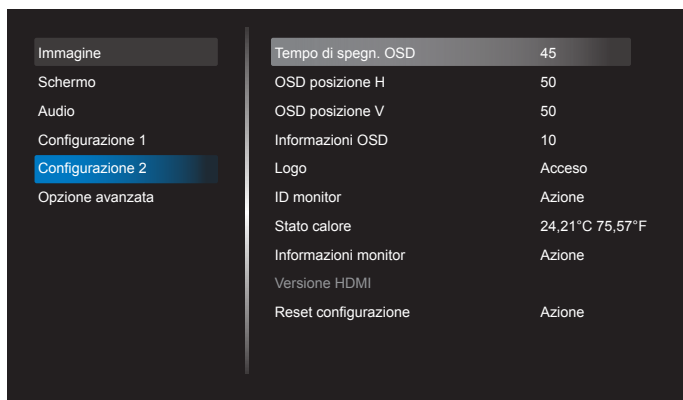 Immagine
Schermo
Audio
Configurazione 1
Configurazione 2
Opzione avanzata
Tempo di spegn. OSD 45
OSD posizione H 50
OSD posizione V 50
Informazioni OSD 10
Logo Acceso
ID monitor Azione
Stato calore 24,21°C 75,57°F
Informazioni monitor Azione
Versione HDMI
Reset configurazione Azione